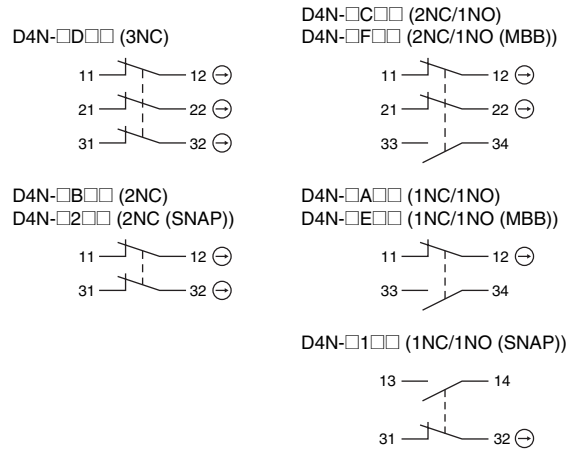 D4N-□D□□ (3NC)
11 12
21 22
31 32
D4N-□C□□ (2NC/1NO)
D4N-□F□□ (2NC/1NO (MBB))
11 12
21 22
33 34
D4N-□B□□ (2NC)
D4N-□2□□ (2NC (SNAP))
11 12
31 32
D4N-□A□□ (1NC/1NO)
D4N-□E□□ (1NC/1NO (MBB))
11 12
33 34
D4N-□1□□ (1NC/1NO (SNAP))
13 14
31 32